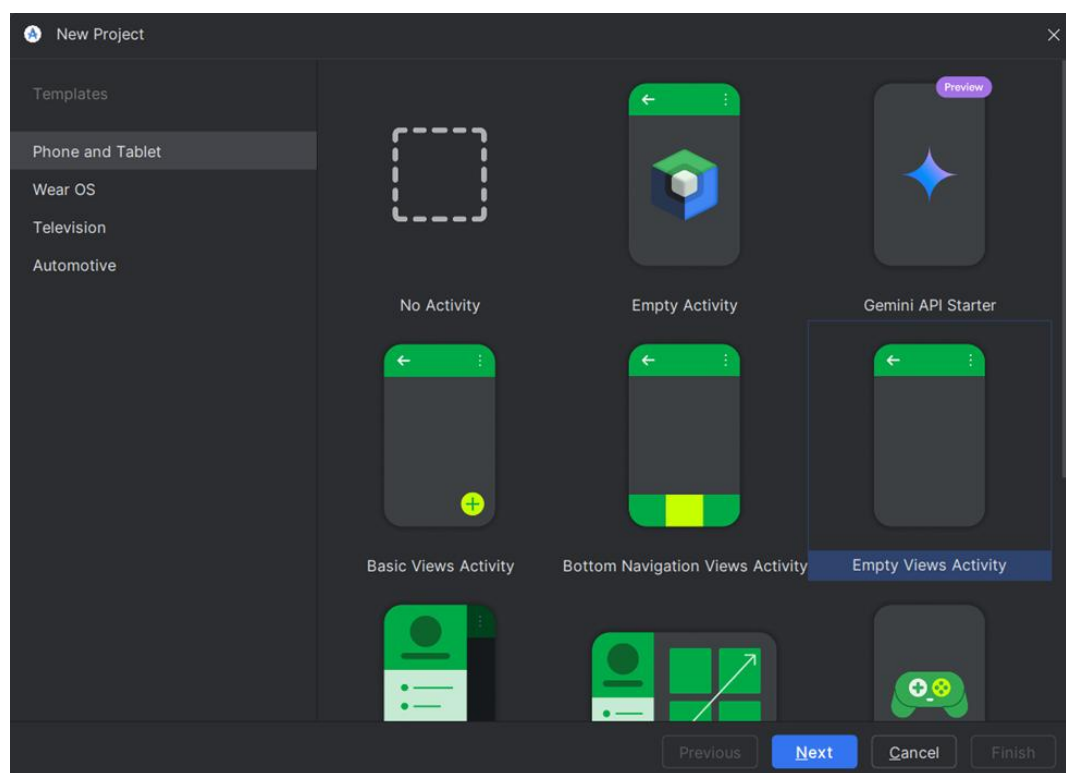 New Project
Templates
Phone and Tablet
Wear OS
Television
Automotive
Preview
No Activity
Empty Activity
Gemini API Starter
Basic Views Activity
Bottom Navigation Views Activity
Empty Views Activity
Previous
Next
Cancel
Finish